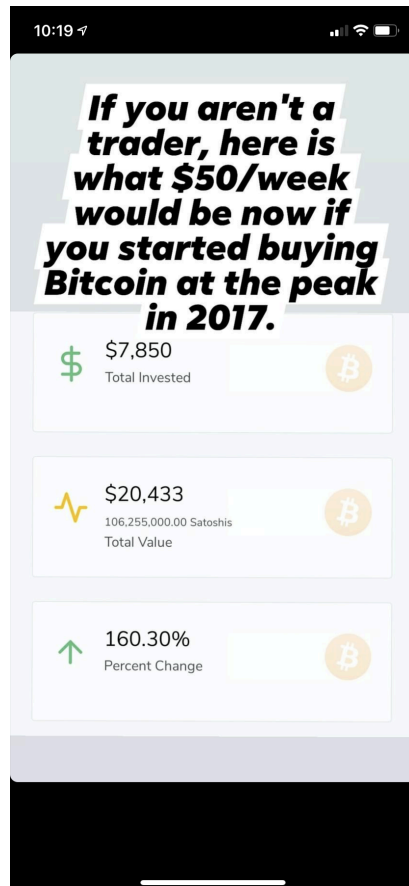 10:19
If you aren't a
trader, here is
what $50/week
would be now if
you started buying
Bitcoin at the peak
in 2017.
$7,850
Total Invested
$20,433
106,255,000.00 Satoshis
Total Value
160.30%
Percent Change